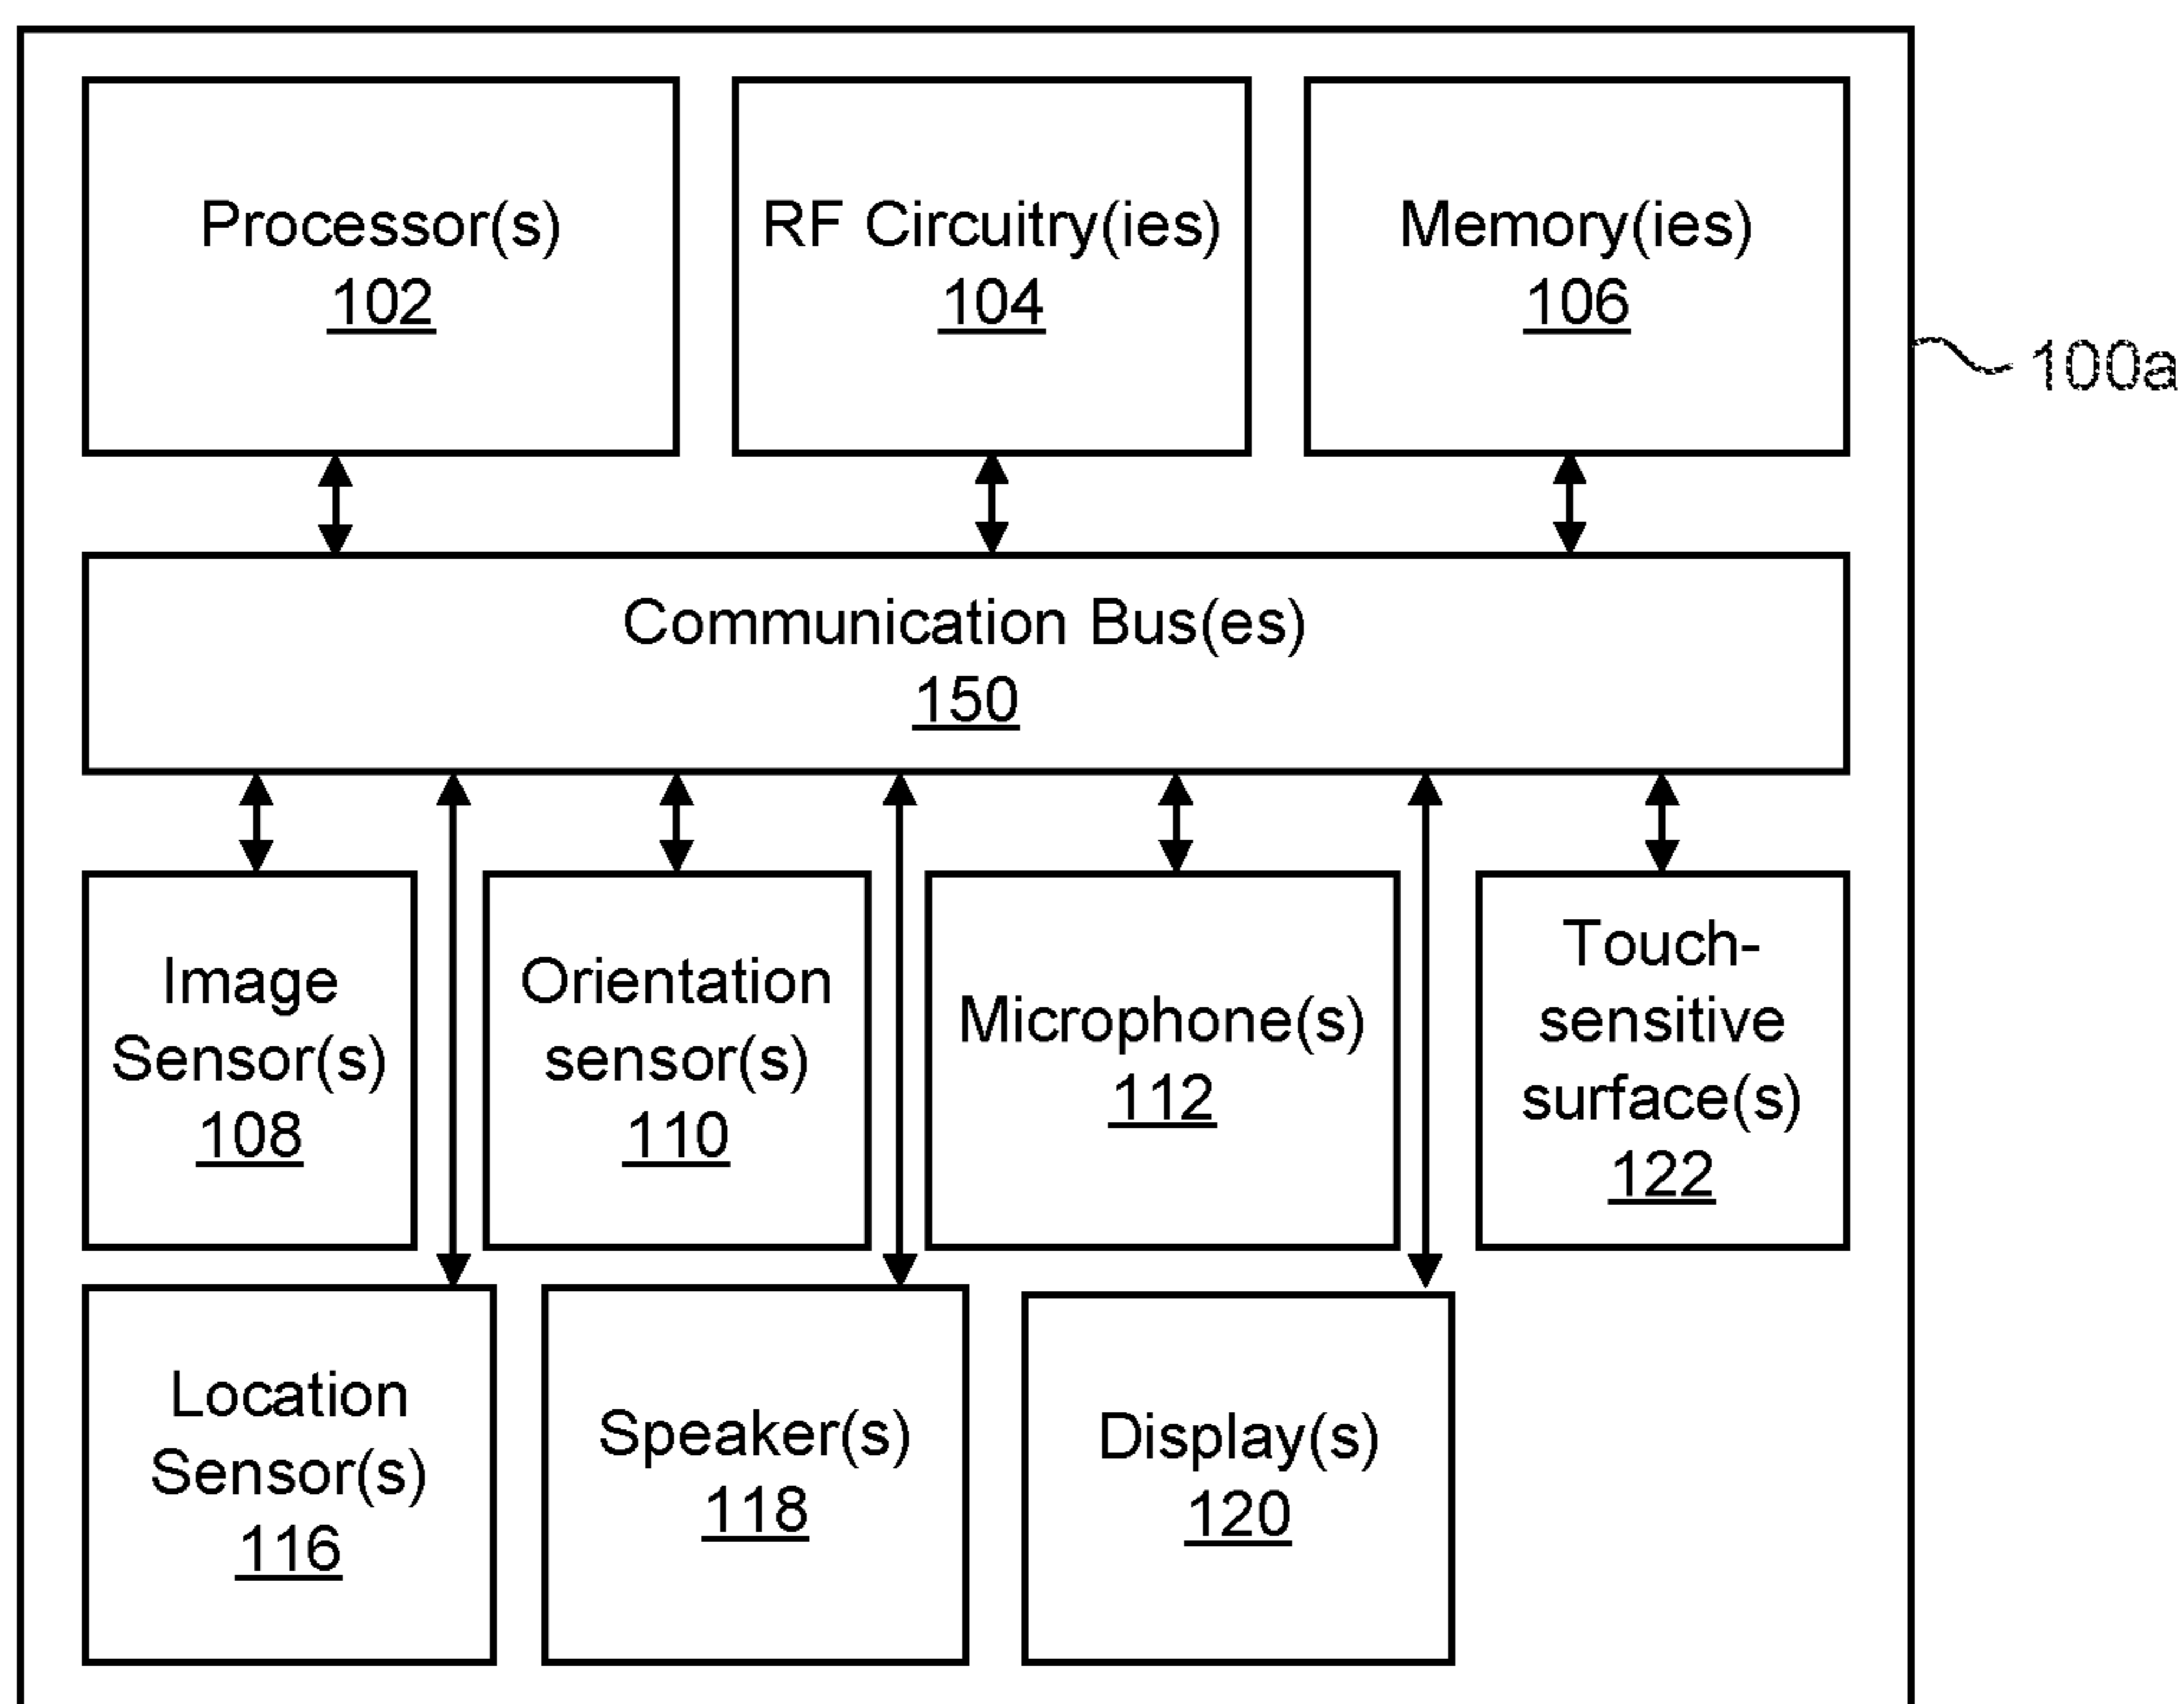 Processor(s)
102
RF Circuitry(ies)
104
Memory(ies)
106
100a
Communication Bus(es)
150
Image
Sensor(s)
108
Orientation
sensor(s)
110
Microphone(s)
112
Touch-
sensitive
surface(s)
122
Location
Sensor(s)
116
Speaker(s)
118
Display(s)
120